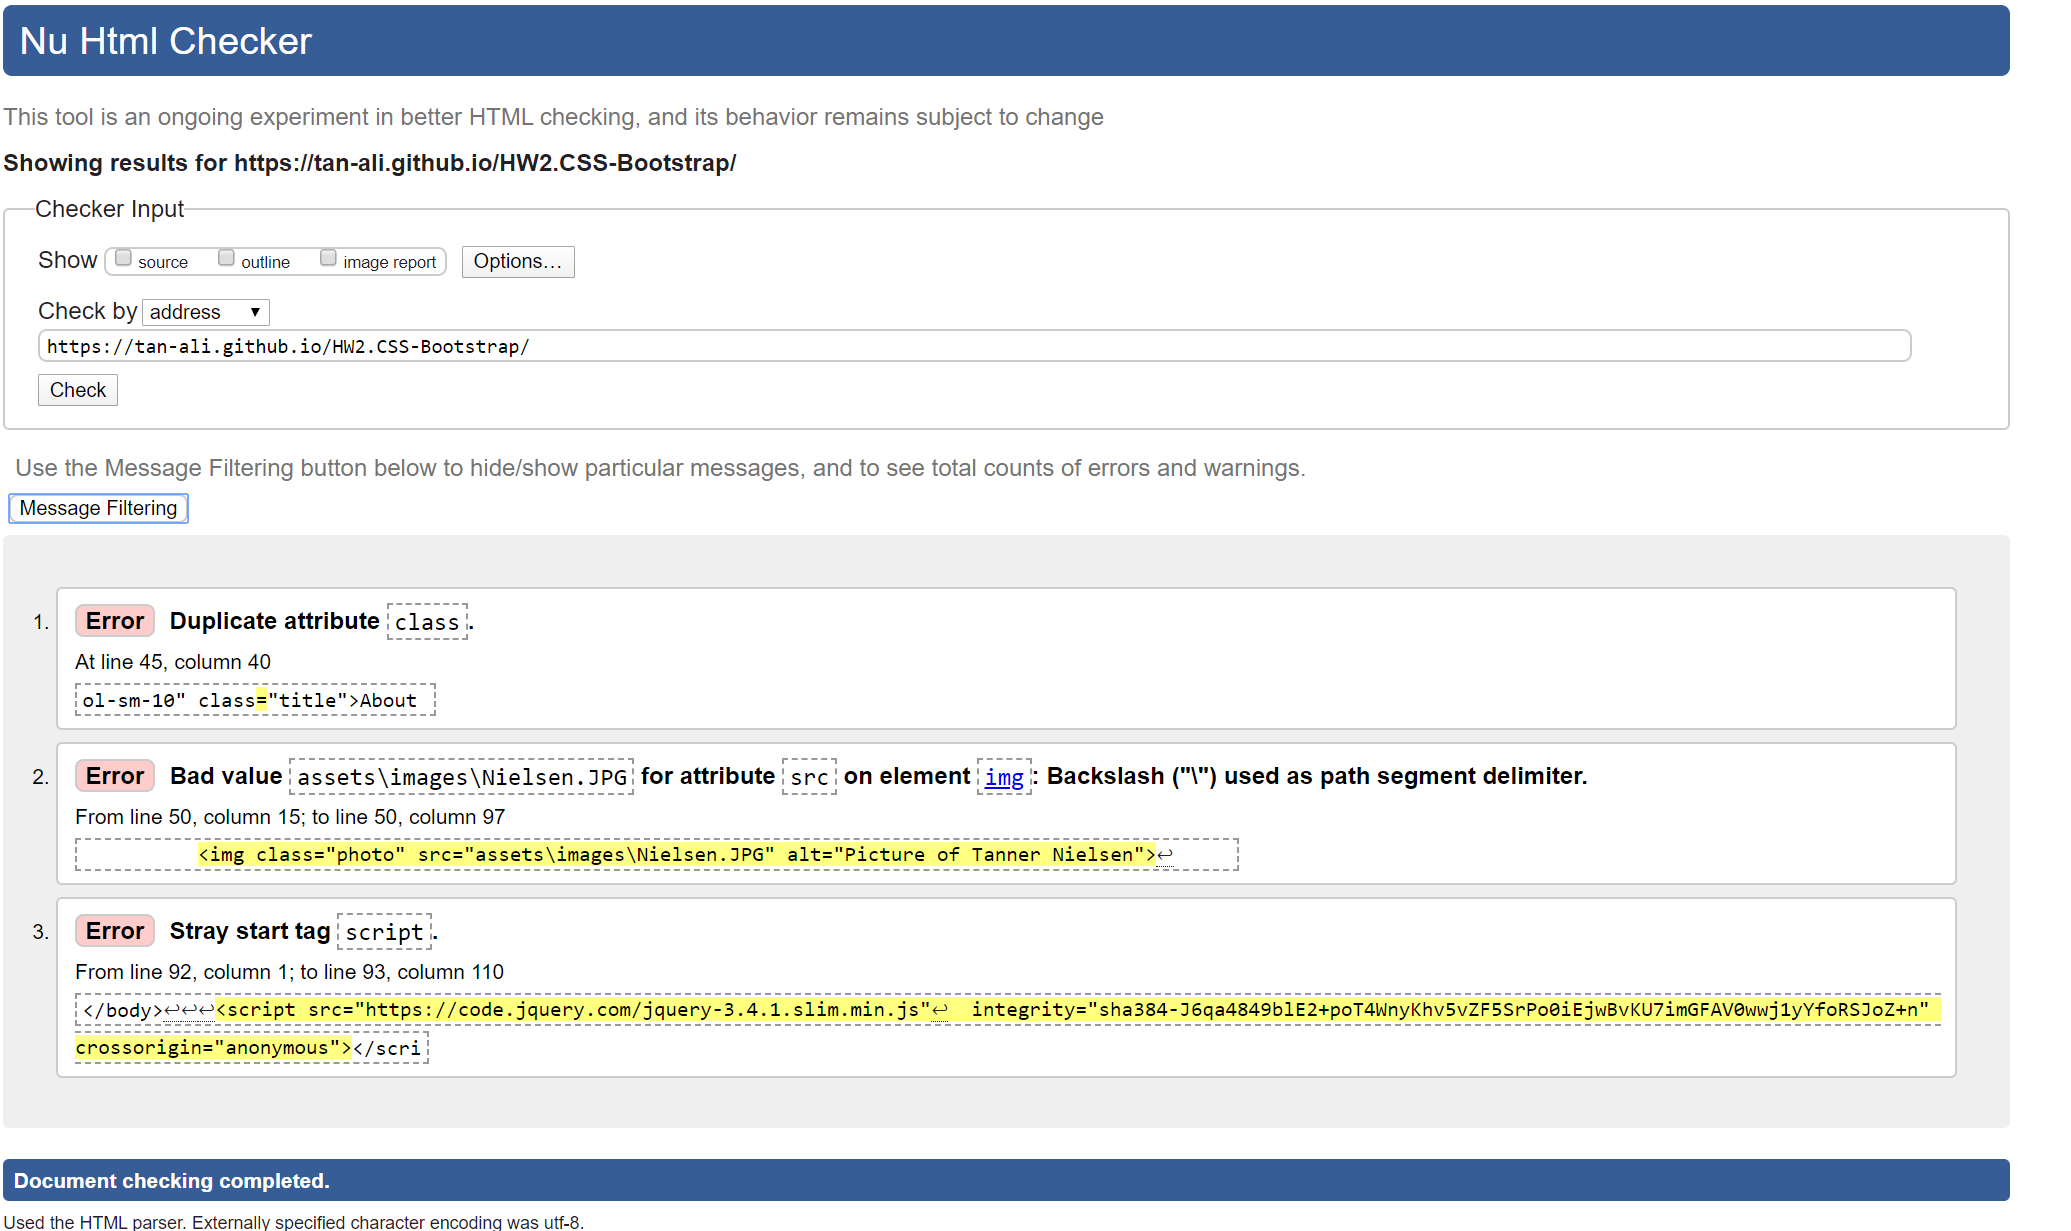 Nu Html Checker
This tool is an ongoing experiment in better HTML checking, and its behavior remains subject to change
Showing results for https://tan-ali.github.io/HW2.CSS-Bootstrap/
Checker Input
Show source outline image report Options...
Check by address ▼
https://tan-ali.github.io/HW2.CSS-Bootstrap/
Check
Use the Message Filtering button below to hide/show particular messages, and to see total counts of errors and warnings.
Message Filtering
1. Error Duplicate attribute class.
At line 45, column 40
ol-sm-10" class="title">About
2. Error Bad value assets\images\Nielsen.JPG for attribute src on element img: Backslash ("\") used as path segment delimiter.
From line 50, column 15; to line 50, column 97
<img class="photo" src="assets\images\Nielsen.JPG" alt="Picture of Tanner Nielsen">↩
3. Error Stray start tag script.
From line 92, column 1; to line 93, column 110
</body>↩↩↩<script src="https://code.jquery.com/jquery-3.4.1.slim.min.js"↩ integrity="sha384-J6qa4849blE2+poT4WnyKhv5vZF5SrPo0iEjwBvKU7imGFAV0wwj1yYfoRSJoZ+n"
crossorigin="anonymous"></scri
Document checking completed.
Used the HTML parser. Externally specified character encoding was utf-8.